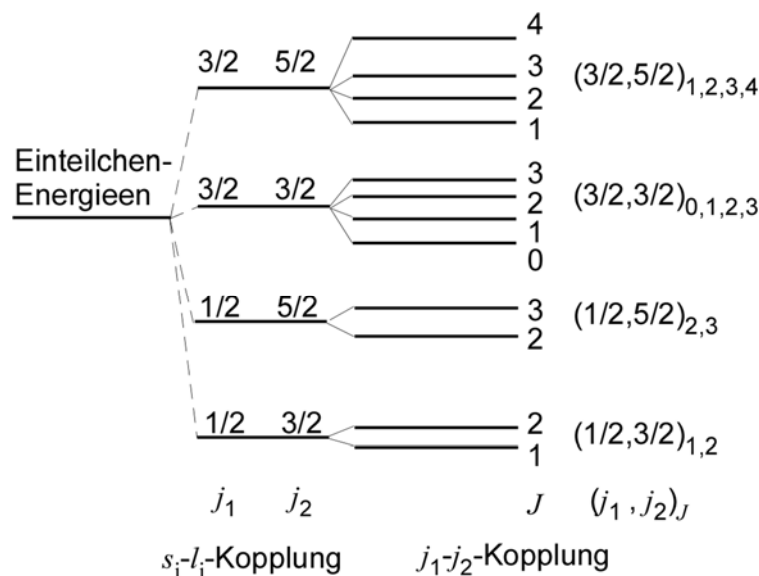 3/2 5/2 4
3 (3/2,5/2)1,2,3,4
2
1
Einteilchen-
Energieen
3/2 3/2 3
2 (3/2,3/2)0,1,2,3
1
0
1/2 5/2 3 (1/2,5/2)2,3
2
1/2 3/2 2 (1/2,3/2)1,2
1
j1 j2 J (j1 , j2)J
si-li-Kopplung j1-j2-Kopplung